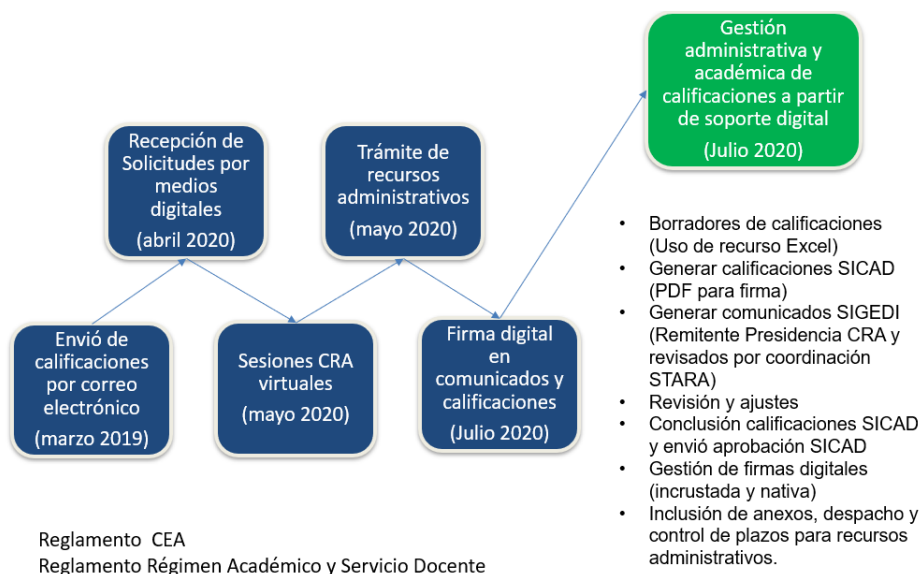 Gestión
administrativa y
académica de
calificaciones a partir
de soporte digital
(Julio 2020)
Recepción de
Solicitudes por
medios
digitales
(abril 2020)
Trámite de
recursos
administrativos
(mayo 2020)
Envió de
calificaciones
por correo
electrónico
(marzo 2019)
Sesiones CRA
virtuales
(mayo 2020)
Firma digital
en
comunicados y
calificaciones
(Julio 2020)
• Borradores de calificaciones
(Uso de recurso Excel)
• Generar calificaciones SICAD
(PDF para firma)
• Generar comunicados SIGEDI
(Remitente Presidencia CRA y
revisados por coordinación
STARA)
• Revisión y ajustes
• Conclusión calificaciones SICAD
y envió aprobación SICAD
• Gestión de firmas digitales
(incrustada y nativa)
• Inclusión de anexos, despacho y
control de plazos para recursos
administrativos.
Reglamento CEA
Reglamento Régimen Académico y Servicio Docente